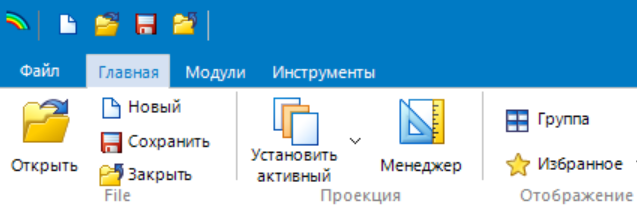 Файл Главная Модули Инструменты
Открыть
Новый
Сохранить
Закрыть
File
Установить
активный
Менеджер
Проекция
Группа
Избранное
Отображение